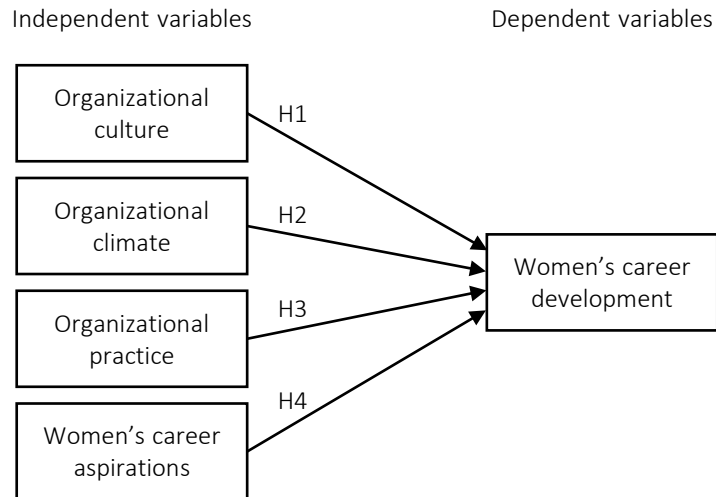 Independent variables
Dependent variables
Organizational
culture
H1
Organizational
climate
H2
Organizational
practice
H3
Women’s career
aspirations
H4
Women’s career
development